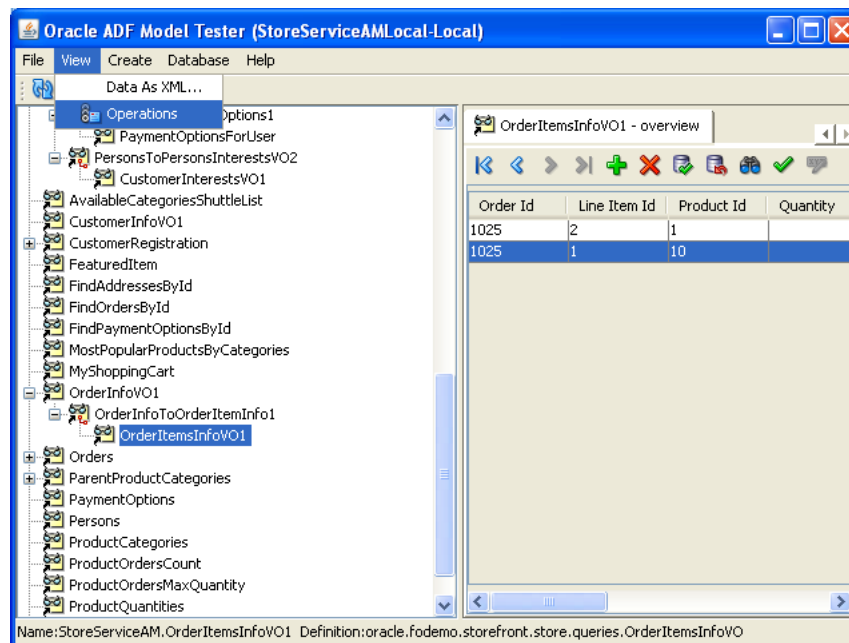 Oracle ADF Model Tester (StoreServiceAMLocal-Local)
File View Create Database Help
Data As XML...
Operations
Options1
PaymentOptionsForUser
PersonsToPersonsInterestsVO2
CustomerInterestsVO1
AvailableCategoriesShuttleList
CustomerInfoVO1
CustomerRegistration
FeaturedItem
FindAddressesById
FindOrdersById
FindPaymentOptionsById
MostPopularProductsByCategories
MyShoppingCart
OrderInfoVO1
OrderInfoToOrderItemInfo1
OrderItemsInfoVO1
Orders
ParentProductCategories
PaymentOptions
Persons
ProductCategories
ProductOrdersCount
ProductOrdersMaxQuantity
ProductQuantities
OrderItemsInfoVO1 - overview
Order Id Line Item Id Product Id Quantity
1025 2 1
1025 1 10
Name:StoreServiceAM.OrderItemsInfoVO1 Definition:oracle.fodemo.storefront.store.queries.OrderItemsInfoVO